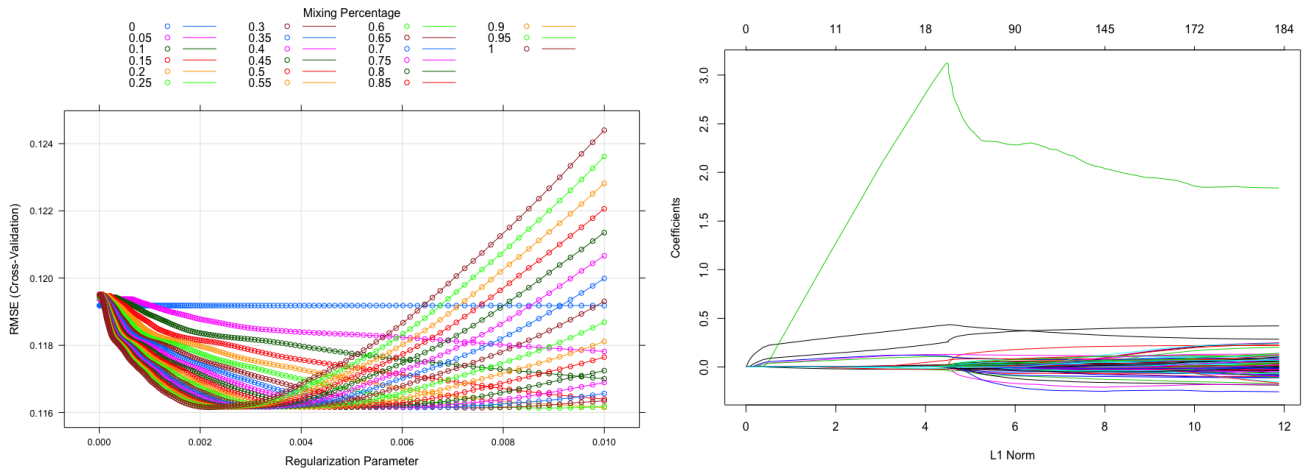 Mixing Percentage
0 0.3 0.6 0.9
0.05 0.35 0.65 0.95
0.1 0.4 0.7 1
0.15 0.45 0.75
0.2 0.5 0.8
0.25 0.55 0.85
0.124
0.122
0.120
0.118
0.116
RMSE (Cross-Validation)
0.000 0.002 0.004 0.006 0.008 0.010
Regularization Parameter
0 11 18 90 145 172 184
3.0
2.5
2.0
1.5
1.0
0.5
0.0
Coefficients
0 2 4 6 8 10 12
L1 Norm